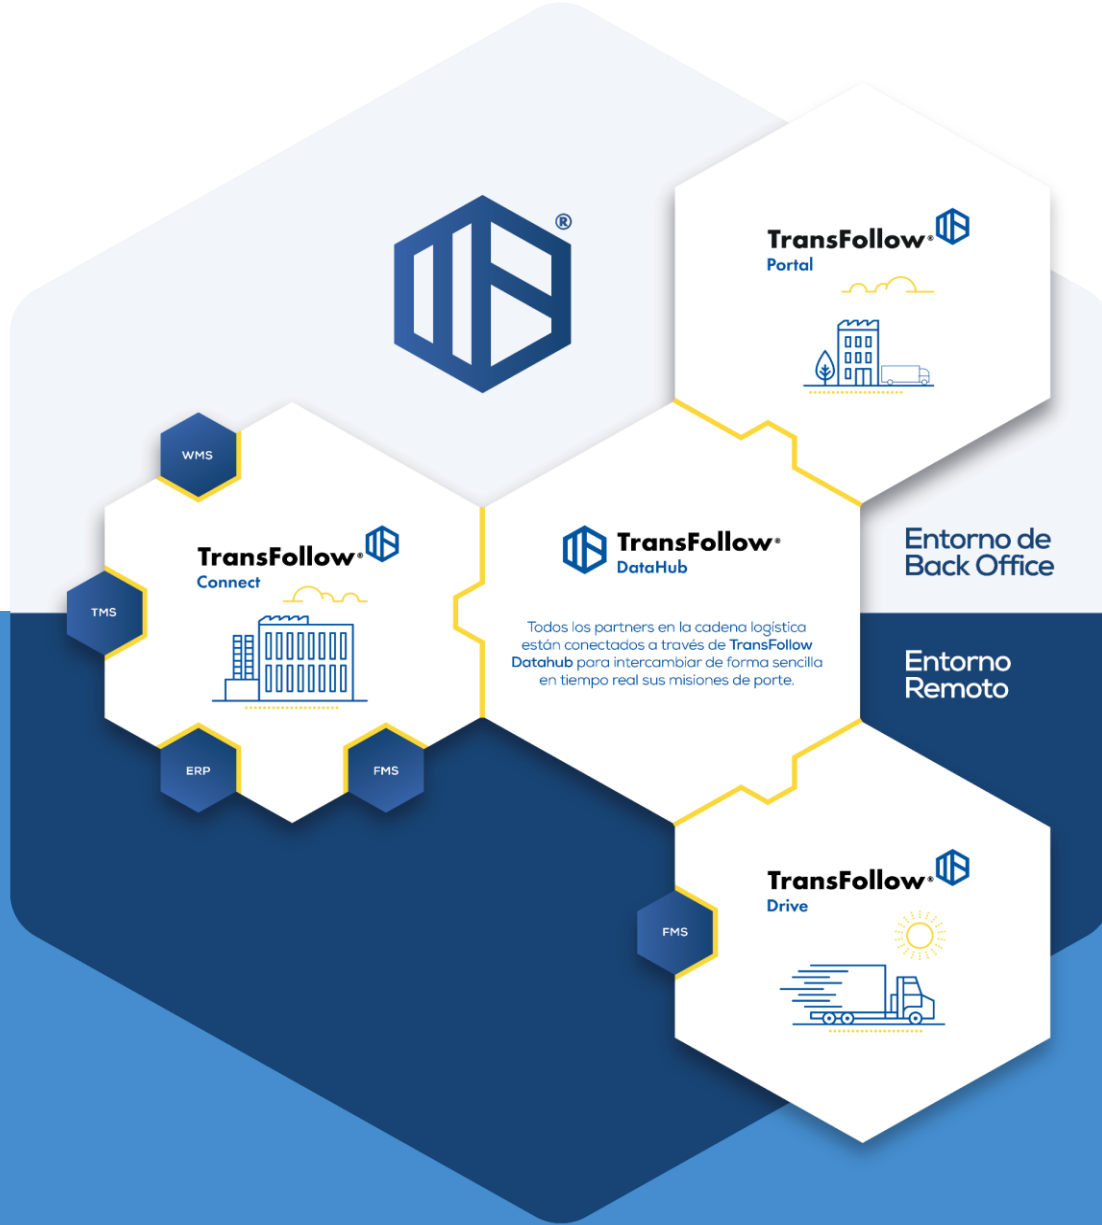 ®
TransFollow®
Portal
WMS
TransFollow®
Connect
TMS
ERP
FMS
TransFollow®
DataHub
Todos los partners en la cadena logística
están conectados a través de TransFollow
Datahub para intercambiar de forma sencilla
en tiempo real sus misiones de porte.
Entorno de
Back Office
Entorno
Remoto
TransFollow®
Drive
FMS